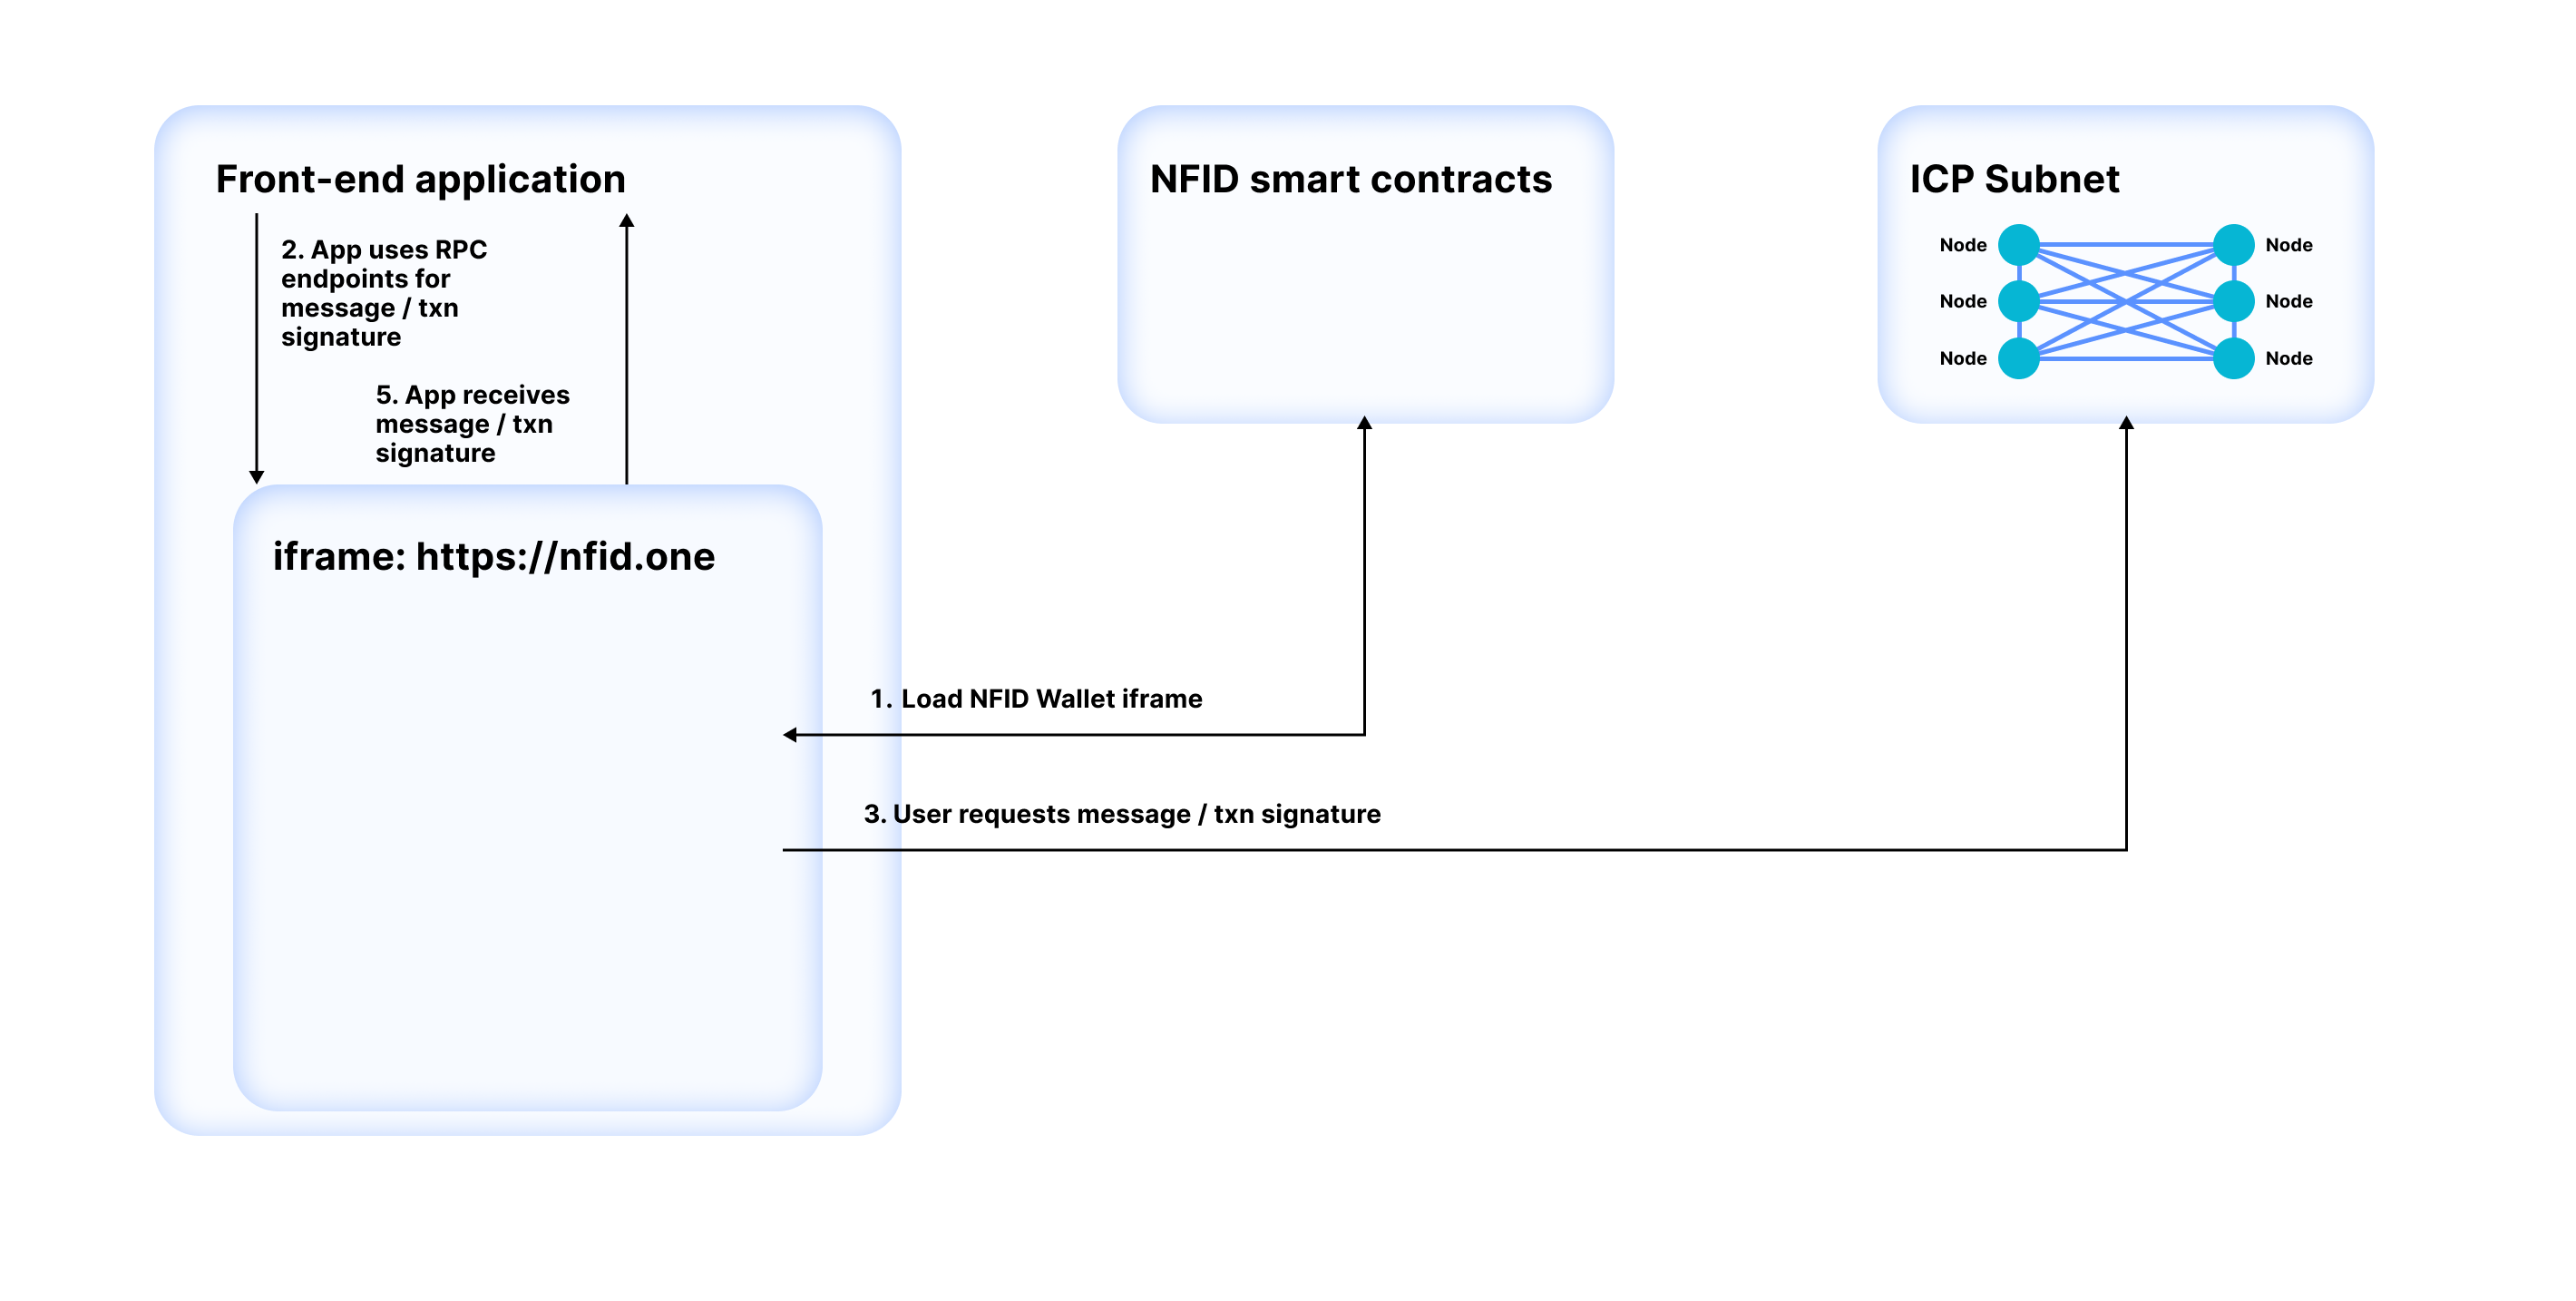 Front-end application
2. App uses RPC
endpoints for
message / txn
signature
5. App receives
message / txn
signature
iframe: https://nfid.one
NFID smart contracts
ICP Subnet
Node
Node
Node
Node
Node
Node
1. Load NFID Wallet iframe
3. User requests message / txn signature